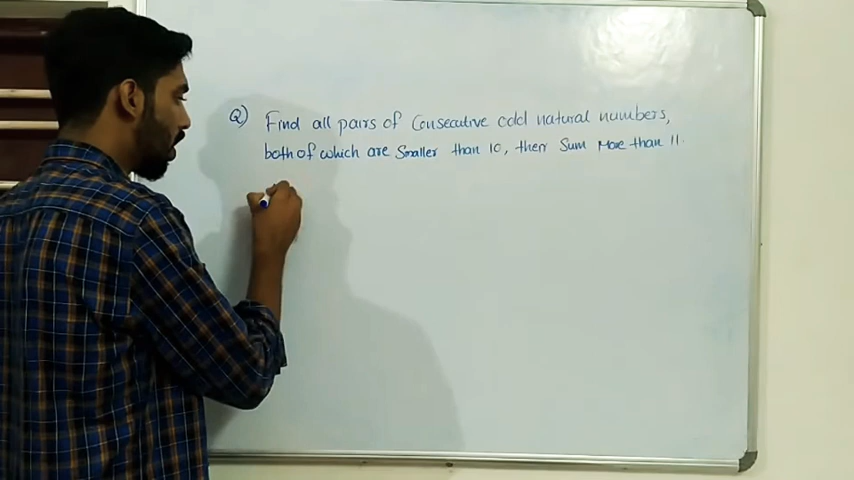 Q) Find all pairs of Consecutive odd natural numbers,
both of which are Smaller than 10, their Sum More than 11.